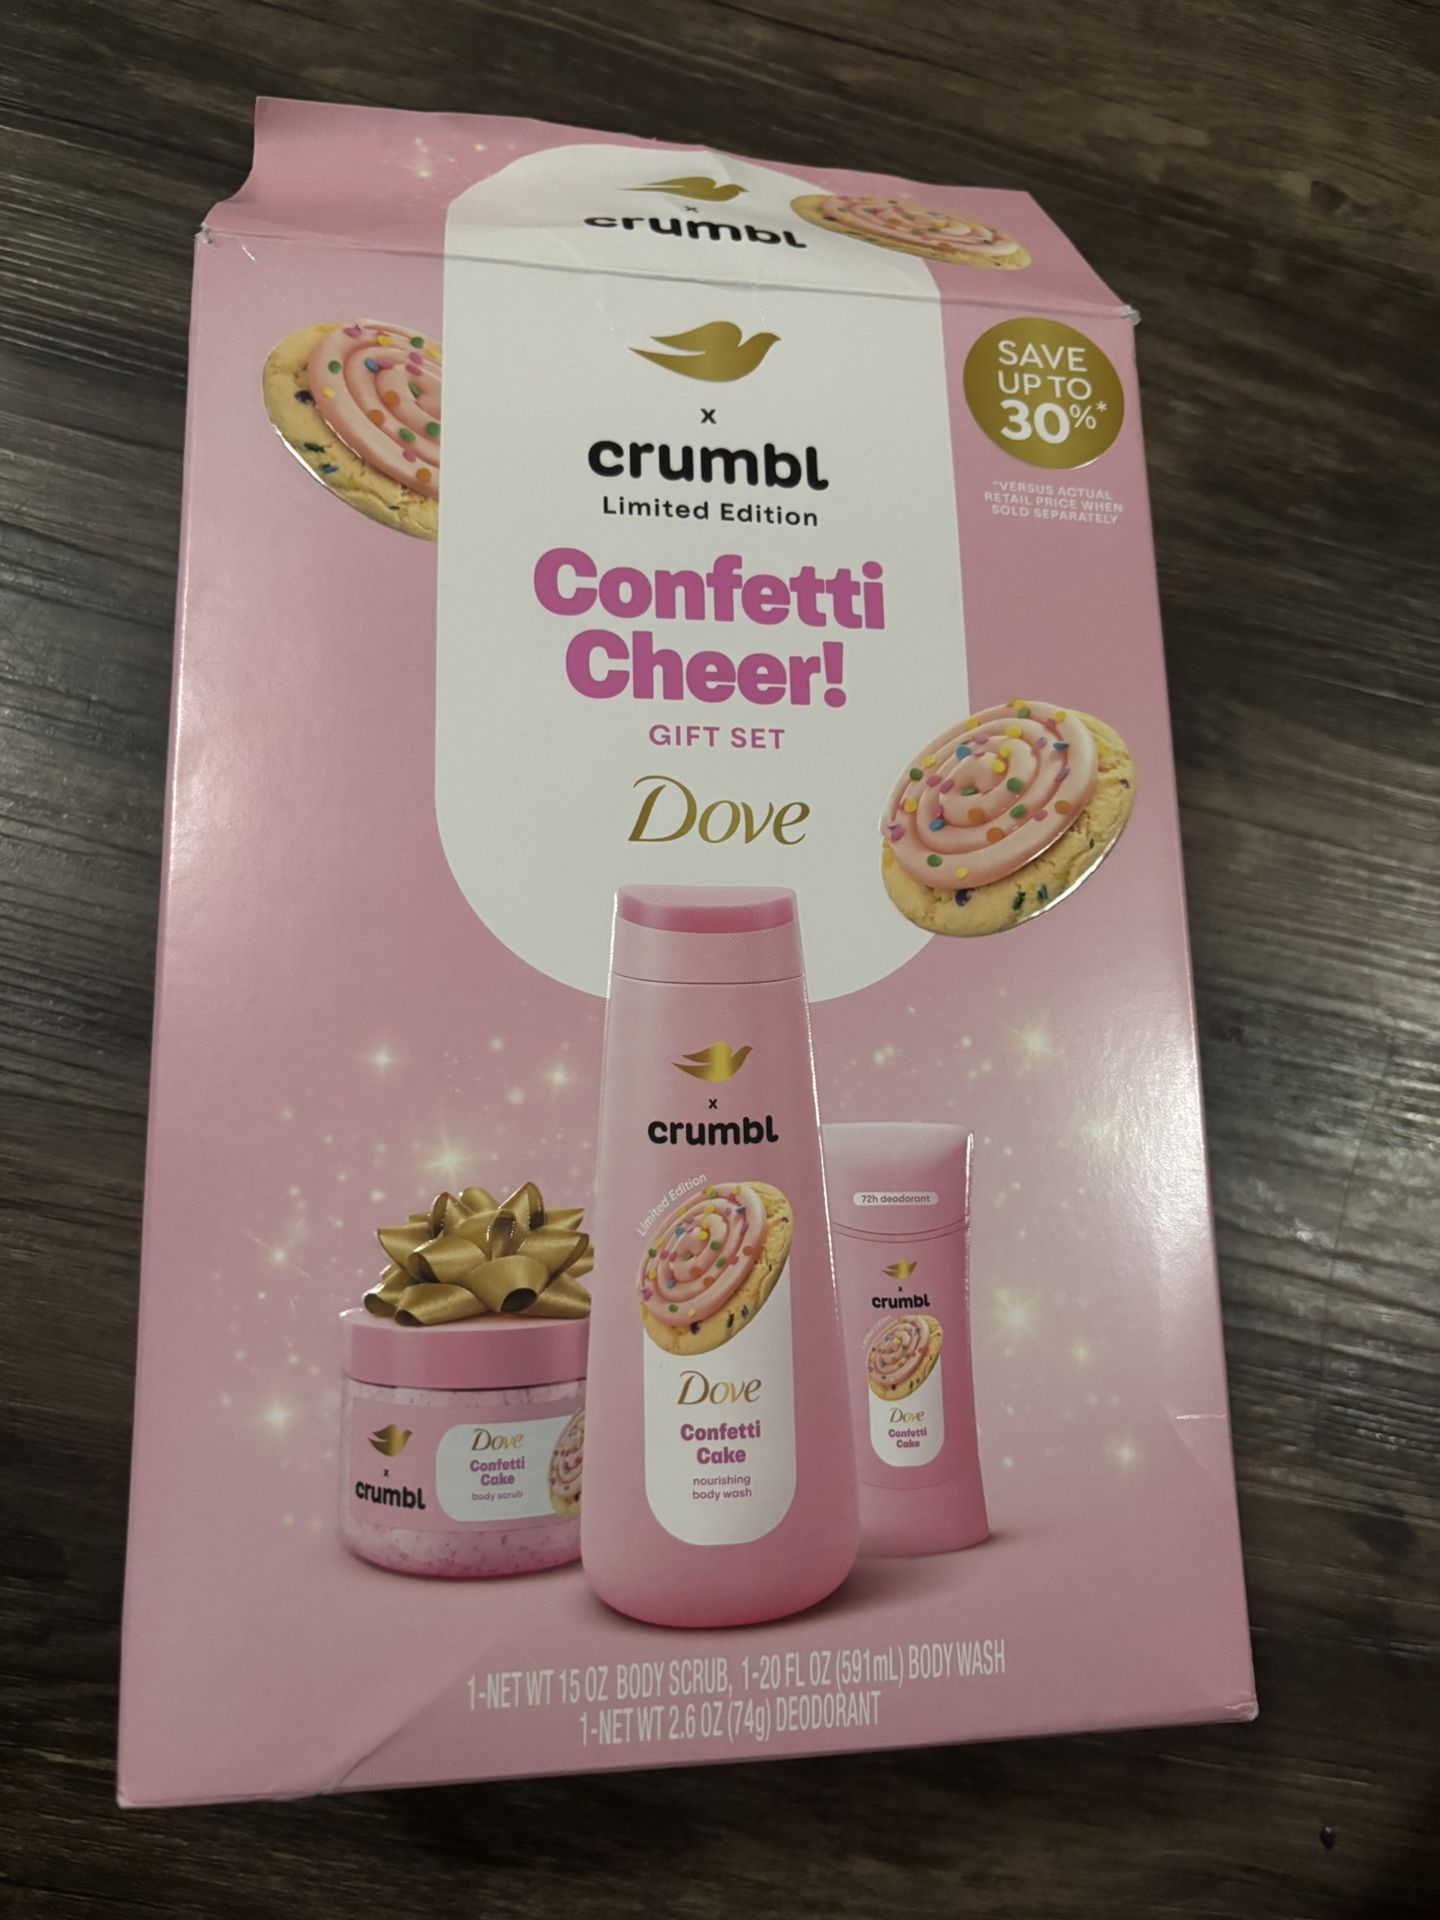 x
crumbl
x
crumbl
Limited Edition
Confetti
Cheer!
GIFT SET
Dove
SAVE
UP TO
30%*
*VERSUS ACTUAL
RETAIL PRICE WHEN
SOLD SEPARATELY
x
crumbl
Limited Edition
Dove
Confetti
Cake
nourishing
body wash
x
crumbl
Dove
Confetti
Cake
body scrub
72h deodorant
x
crumbl
Limited Edition
Dove
Confetti
Cake
1-NET WT 15 OZ BODY SCRUB, 1-20 FL OZ (591mL) BODY WASH
1-NET WT 2.6 OZ (74g) DEODORANT